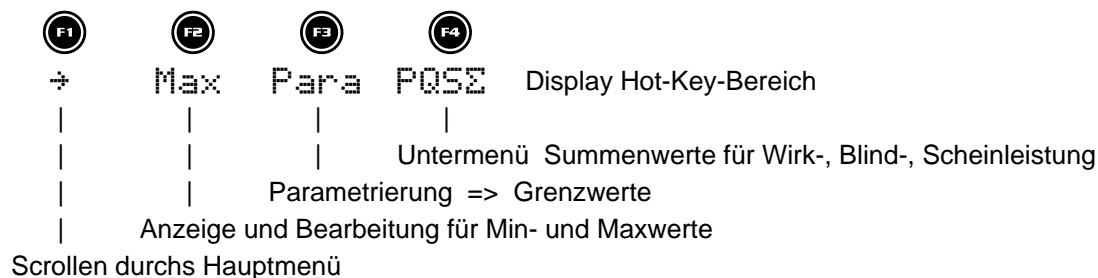 F1 F2 F3 F4
→ Max Para PQSΣ Display Hot-Key-Bereich
Untermenü Summenwerte für Wirk-, Blind-, Scheinleistung
Parametrierung => Grenzwerte
Anzeige und Bearbeitung für Min- und Maxwerte
Scrollen durchs Hauptmenü